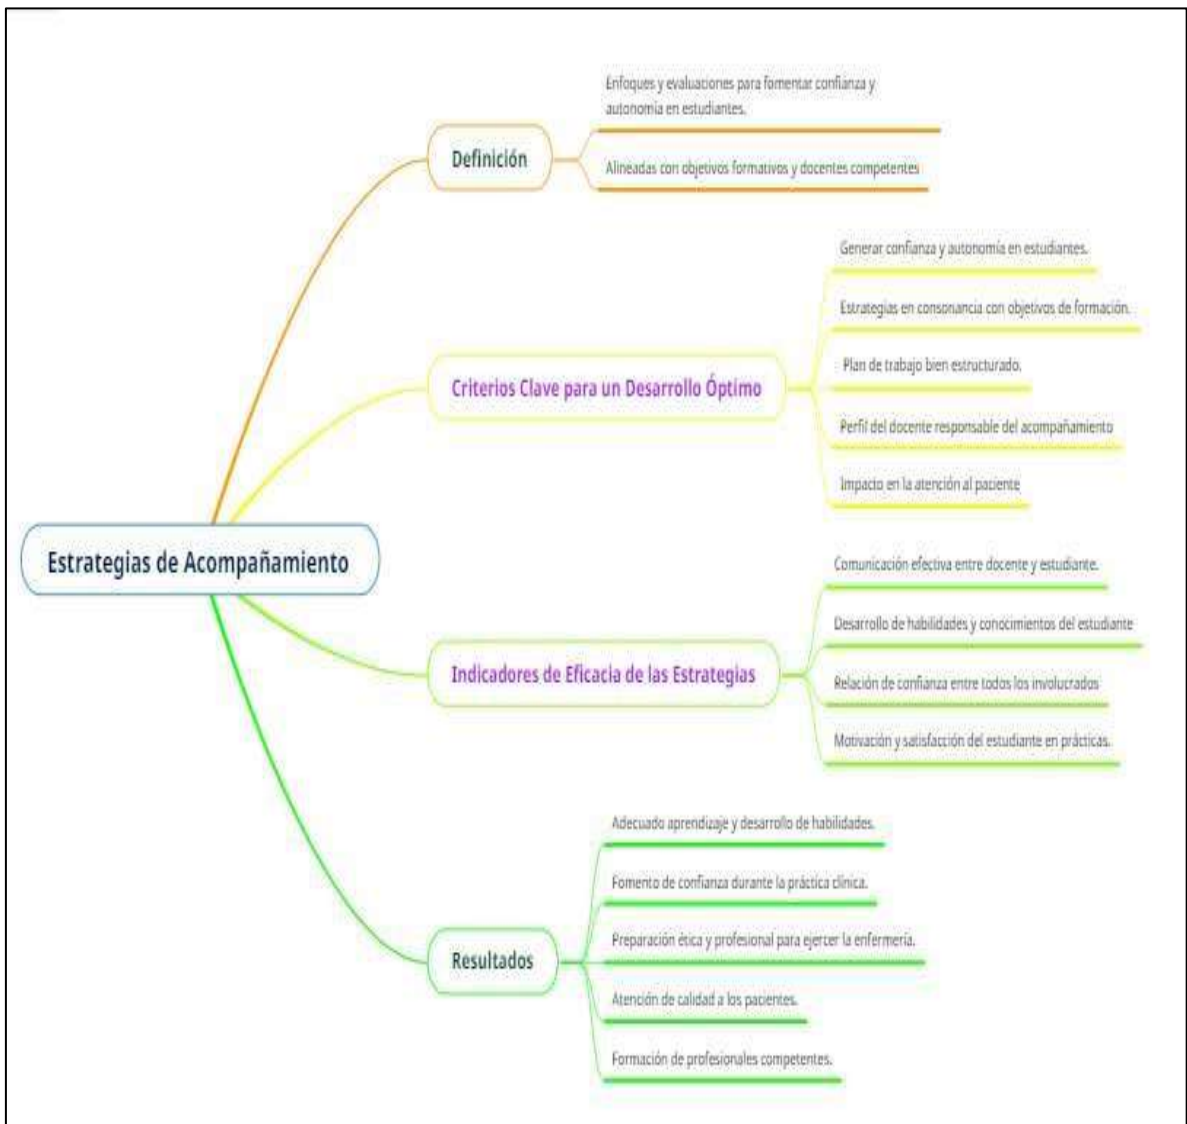 Estrategias de Acompañamiento
Definición
Enfoques y evaluaciones para fomentar confianza y
autonomía en estudiantes.
Alineadas con objetivos formativos y docentes competentes
Criterios Clave para un Desarrollo Óptimo
Generar confianza y autonomía en estudiantes.
Estrategias en consonancia con objetivos de formación.
Plan de trabajo bien estructurado.
Perfil del docente responsable del acompañamiento
Impacto en la atención al paciente
Indicadores de Eficacia de las Estrategias
Comunicación efectiva entre docente y estudiante.
Desarrollo de habilidades y conocimientos del estudiante
Relación de confianza entre todos los involucrados
Motivación y satisfacción del estudiante en prácticas.
Resultados
Adecuado aprendizaje y desarrollo de habilidades.
Fomento de confianza durante la práctica clínica.
Preparación ética y profesional para ejercer la enfermería.
Atención de calidad a los pacientes.
Formación de profesionales competentes.